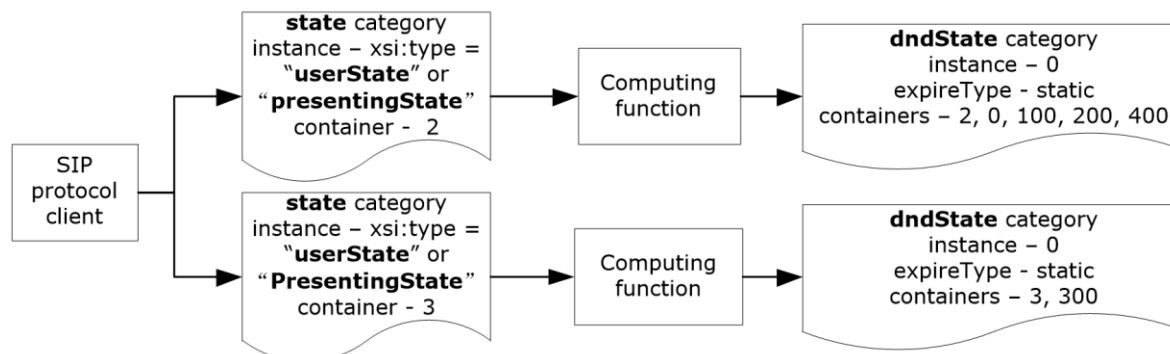 SIP
protocol
client
state category
instance – xsi:type =
“userState” or
“presentingState”
container -  2
Computing
function
dndState category
instance – 0
expireType - static
containers – 2, 0, 100, 200, 400
state category
instance – xsi:type =
“userState” or
“PresentingState”
container - 3
Computing
function
dndState category
instance – 0
expireType - static
containers – 3, 300